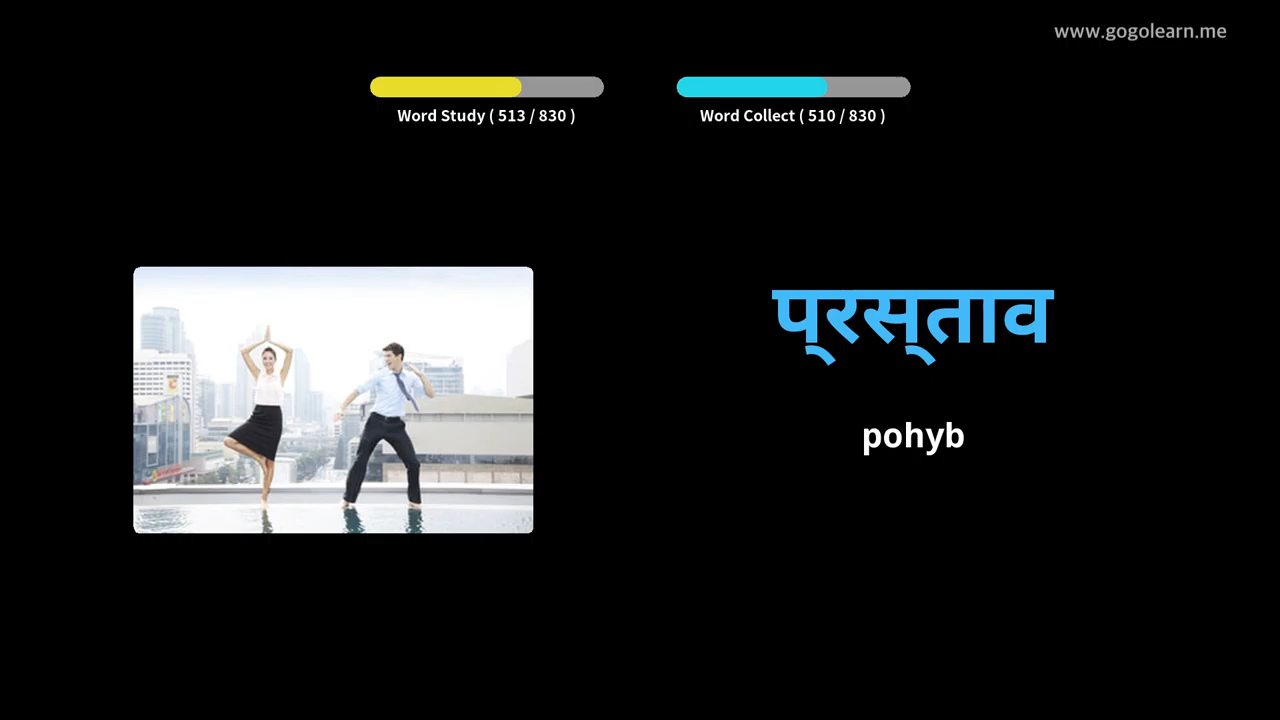 www.gogolearn.me
Word Study ( 513 / 830 )
Word Collect ( 510 / 830 )
प्रस्ताव
pohyb